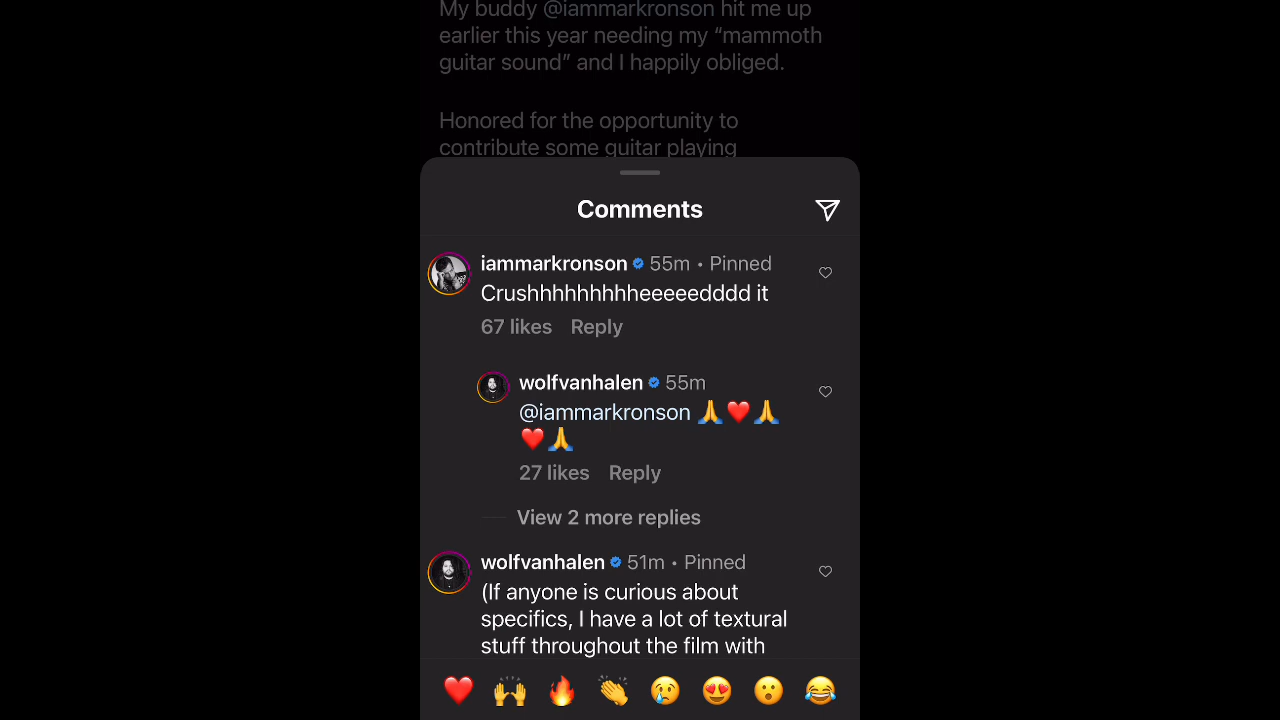 My buddy @iammarkronson hit me up
earlier this year needing my “mammoth
guitar sound” and I happily obliged.
Honored for the opportunity to
contribute some guitar playing
Comments
iammarkronson 55m • Pinned
Crushhhhhhhhheeeeedddd it
67 likes Reply
wolfvanhalen 55m
@iammarkronson 🙏❤️🙏
❤️🙏
27 likes Reply
View 2 more replies
wolfvanhalen 51m • Pinned
(If anyone is curious about
specifics, I have a lot of textural
stuff throughout the film with
❤️ 🙌 🔥 👏 😢 😍 😮 😂